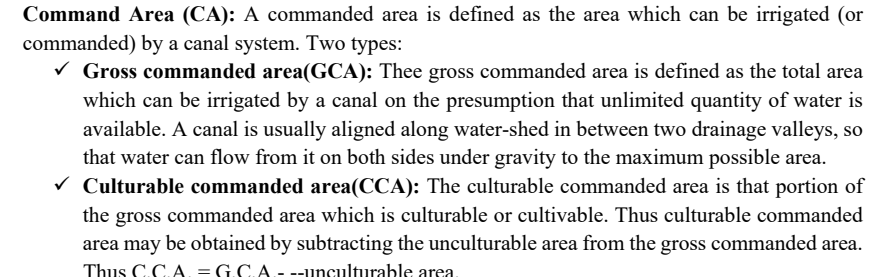 Command Area (CA): A commanded area is defined as the area which can be irrigated (or
commanded) by a canal system. Two types:
✓ Gross commanded area(GCA): Thee gross commanded area is defined as the total area
which can be irrigated by a canal on the presumption that unlimited quantity of water is
available. A canal is usually aligned along water-shed in between two drainage valleys, so
that water can flow from it on both sides under gravity to the maximum possible area.
✓ Culturable commanded area(CCA): The culturable commanded area is that portion of
the gross commanded area which is culturable or cultivable. Thus culturable commanded
area may be obtained by subtracting the unculturable area from the gross commanded area.
Thus C.C.A. = G.C.A.- --unculturable area.